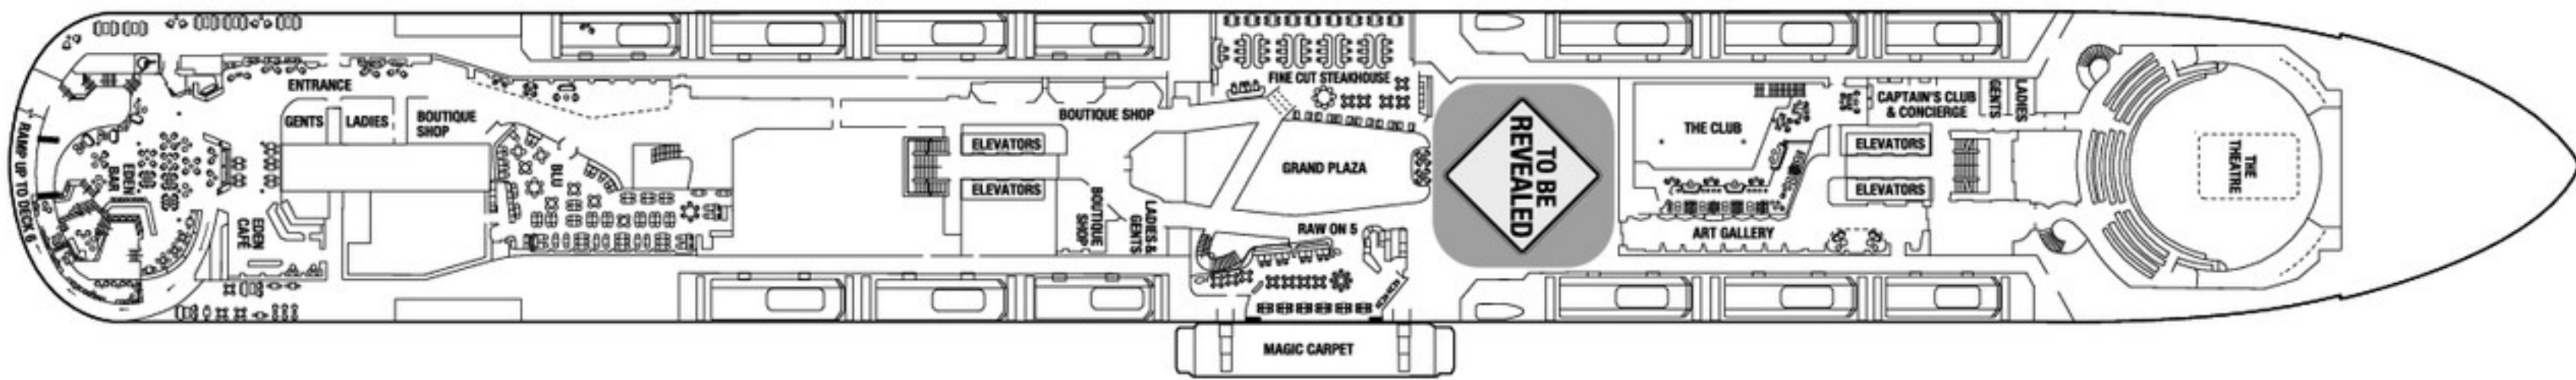 RAMP UP TO DECK 6
EDEN
BAR
EDEN
CAFÉ
ENTRANCE
GENTS
LADIES
BOUTIQUE
SHOP
BLU
ELEVATORS
ELEVATORS
BOUTIQUE SHOP
BOUTIQUE
SHOP
LADIES &
GENTS
FINE CUT STEAKHOUSE
GRAND PLAZA
RAW ON 5
MAGIC CARPET
TO BE
REVEALED
THE CLUB
ART GALLERY
CAPTAIN'S CLUB
& CONCIERGE
ELEVATORS
ELEVATORS
GENTS
LADIES
THE
THEATRE